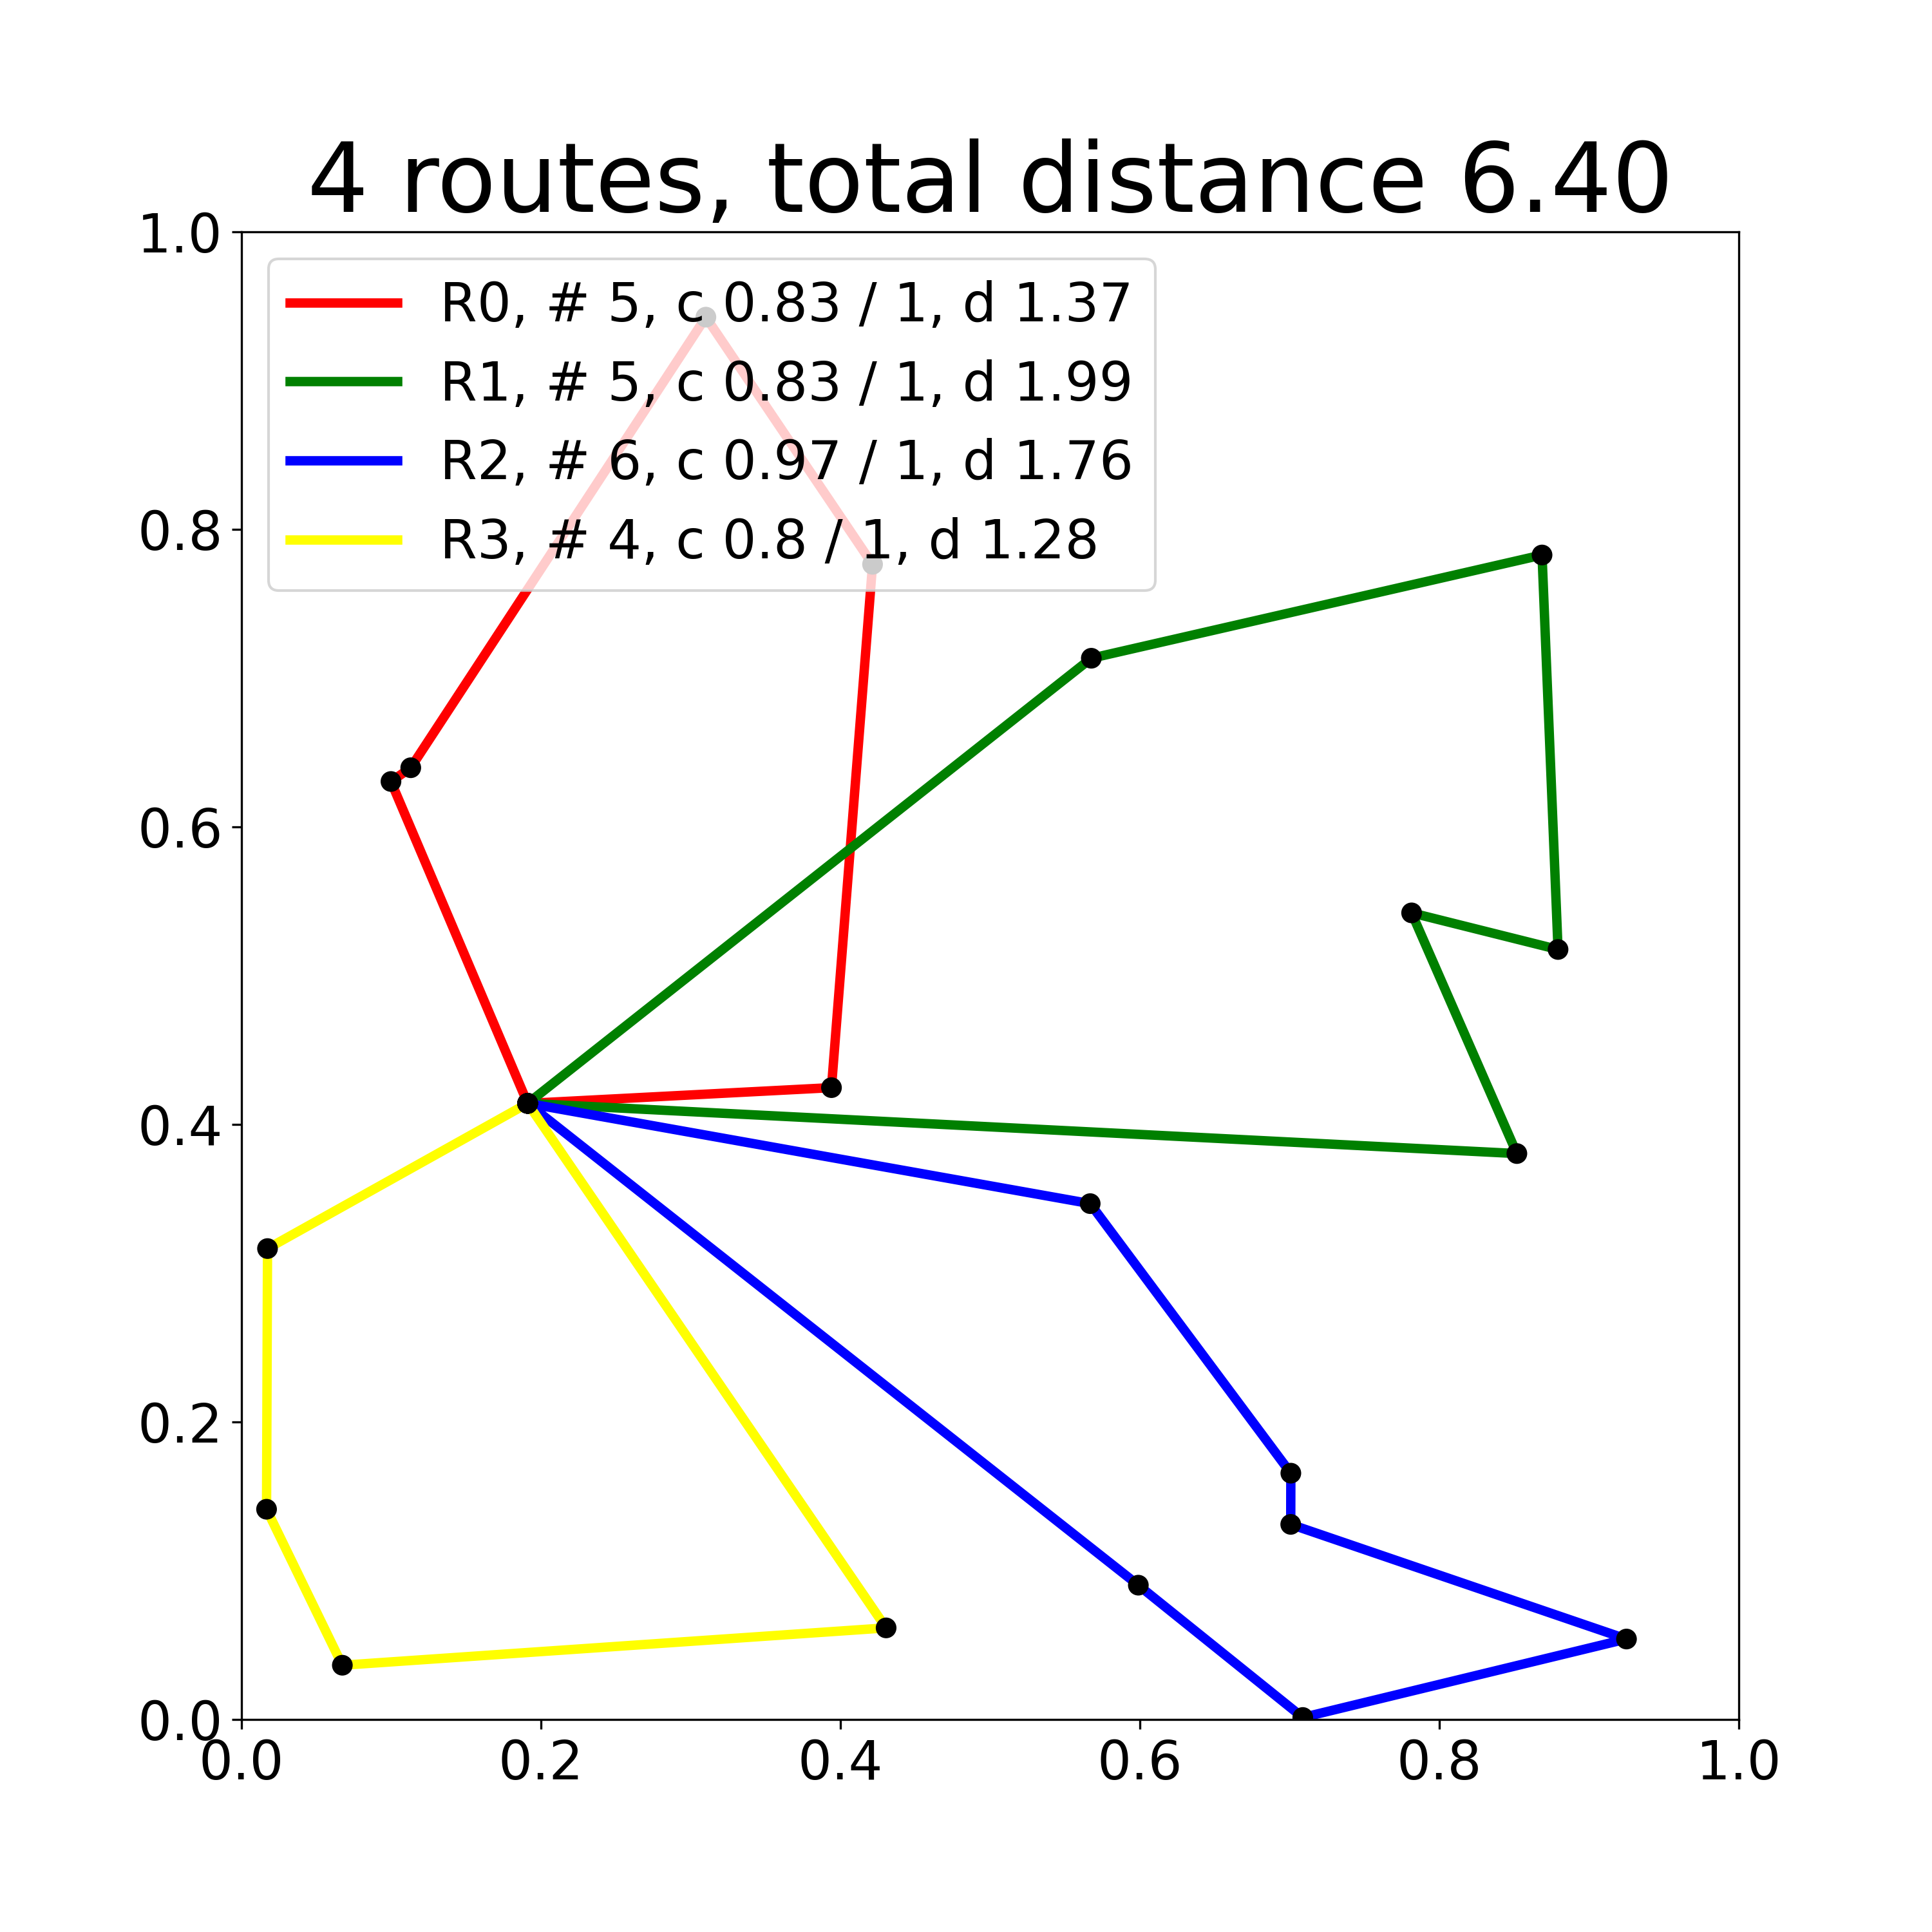 4 routes, total distance 6.40
1.0
R0, # 5, c 0.83 / 1, d 1.37
R1, # 5, c 0.83 / 1, d 1.99
R2, # 6, c 0.97 / 1, d 1.76
R3, # 4, c 0.8 / 1, d 1.28
0.8
0.6
0.4
0.2
0.0
0.0 0.2 0.4 0.6 0.8 1.0